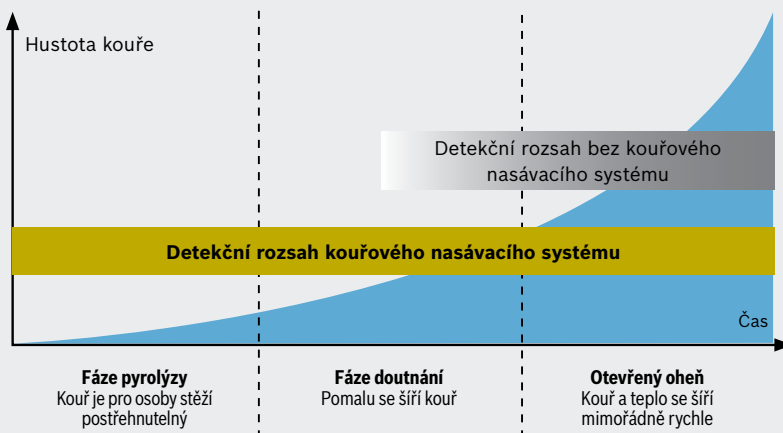 Hustota kouře
Detekční rozsah bez kouřového
nasávacího systému
Detekční rozsah kouřového nasávacího systému
Čas
Fáze pyrolýzy
Kouř je pro osoby stěží
postřehnutelný
Fáze doutnání
Pomalu se šíří kouř
Otevřený oheň
Kouř a teplo se šíří
mimořádně rychle